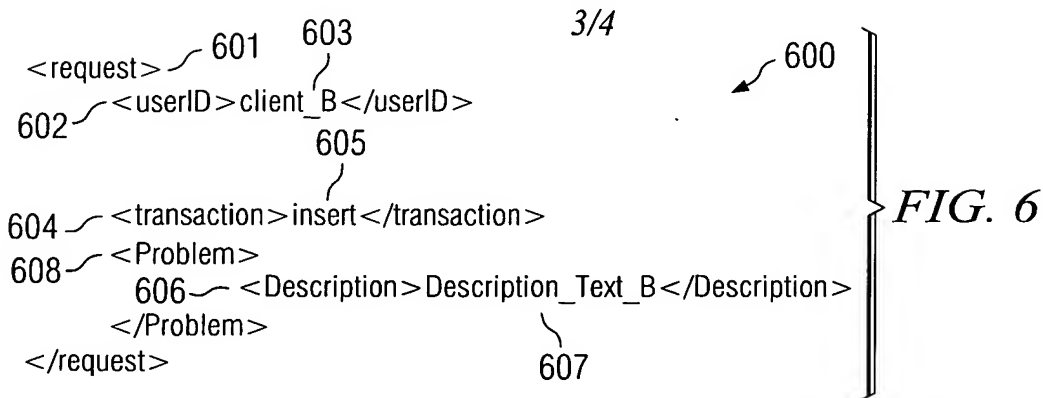 3/4
603
<request> 601
600
602 <userID>client_B</userID>
605
604 <transaction>insert</transaction>
FIG. 6
608 <Problem>
606 <Description>Description_Text_B</Description>
</Problem>
607
</request>